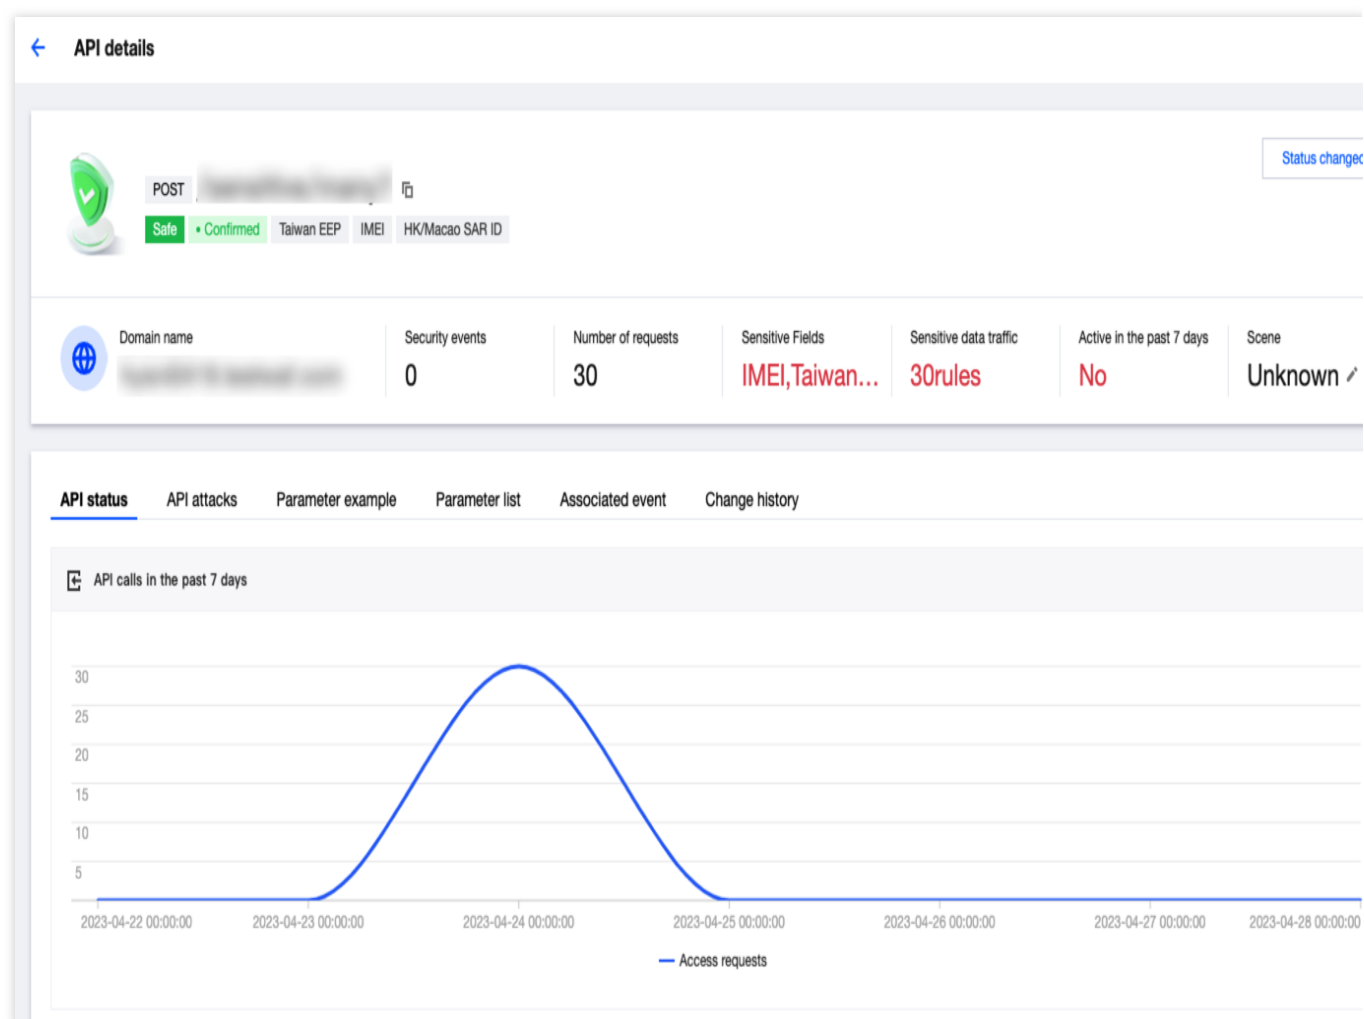 API details
Status changed
POST
Safe • Confirmed Taiwan EEP IMEI HK/Macao SAR ID
Domain name
Security events
0
Number of requests
30
Sensitive Fields
IMEI,Taiwan...
Sensitive data traffic
30rules
Active in the past 7 days
No
Scene
Unknown
API status API attacks Parameter example Parameter list Associated event Change history
API calls in the past 7 days
30
25
20
15
10
5
2023-04-22 00:00:00 2023-04-23 00:00:00 2023-04-24 00:00:00 2023-04-25 00:00:00 2023-04-26 00:00:00 2023-04-27 00:00:00 2023-04-28 00:00:00
Access requests